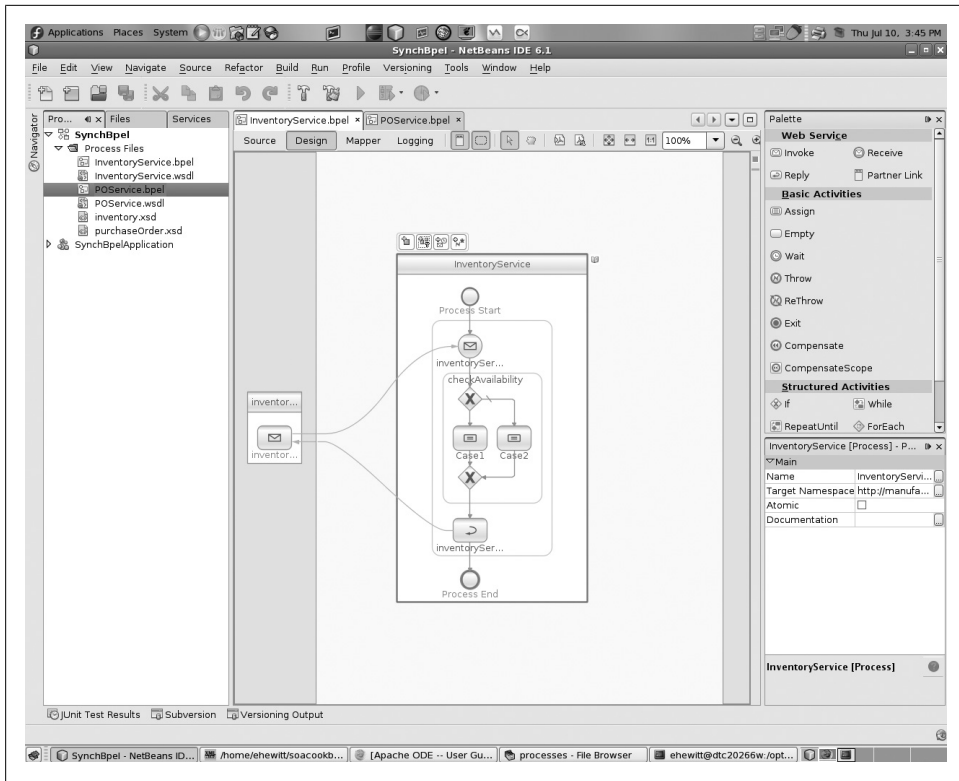 Applications Places System
Thu Jul 10, 3:45 PM
SynchBpel - NetBeans IDE 6.1
File Edit View Navigate Source Refactor Build Run Profile Versioning Tools Window Help
Navigator
Pro... Files Services
SynchBpel
Process Files
InventoryService.bpel
InventoryService.wsdl
POService.bpel
POService.wsdl
inventory.xsd
purchaseOrder.xsd
SynchBpelApplication
InventoryService.bpel POService.bpel
Source Design Mapper Logging 100%
InventoryService
Process Start
inventorySer...
checkAvailability
Case1 Case2
inventorySer...
Process End
inventor...
inventor...
Palette
Web Service
Invoke Receive
Reply Partner Link
Basic Activities
Assign
Empty
Wait
Throw
ReThrow
Exit
Compensate
CompensateScope
Structured Activities
If While
RepeatUntil ForEach
InventoryService [Process] - P...
Main
Name InventoryServi...
Target Namespace http://manufa...
Atomic
Documentation
InventoryService [Process]
JUnit Test Results Subversion Versioning Output
SynchBpel - NetBeans ID... /home/ehewitt/soacookb... [Apache ODE -- User Gu... processes - File Browser ehewitt@dtc20266w:/opt...